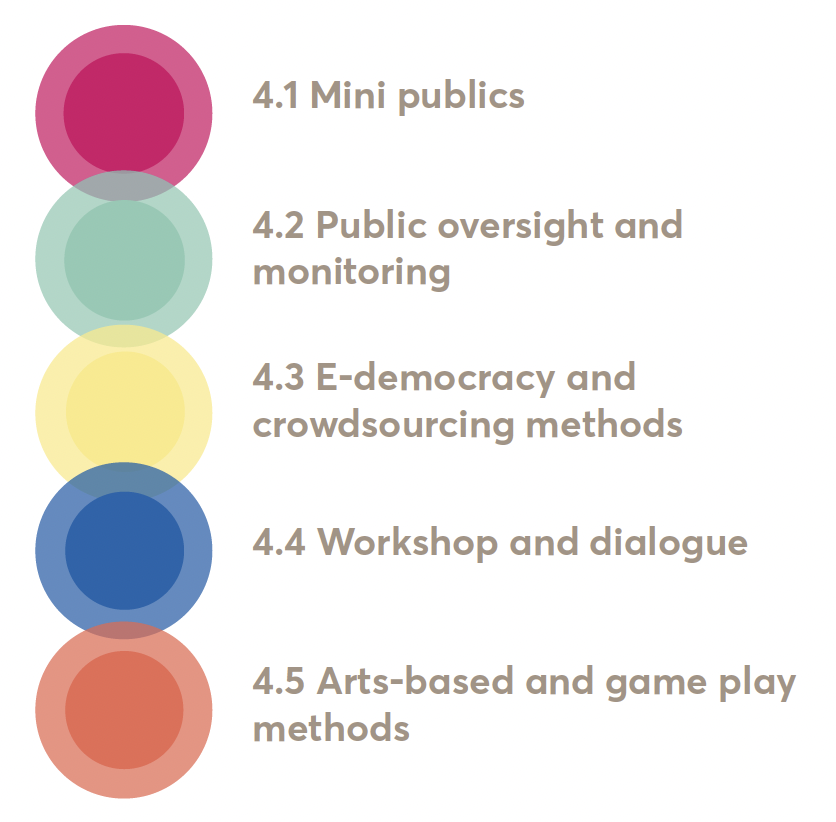 4.1 Mini publics
4.2 Public oversight and
monitoring
4.3 E-democracy and
crowdsourcing methods
4.4 Workshop and dialogue
4.5 Arts-based and game play
methods